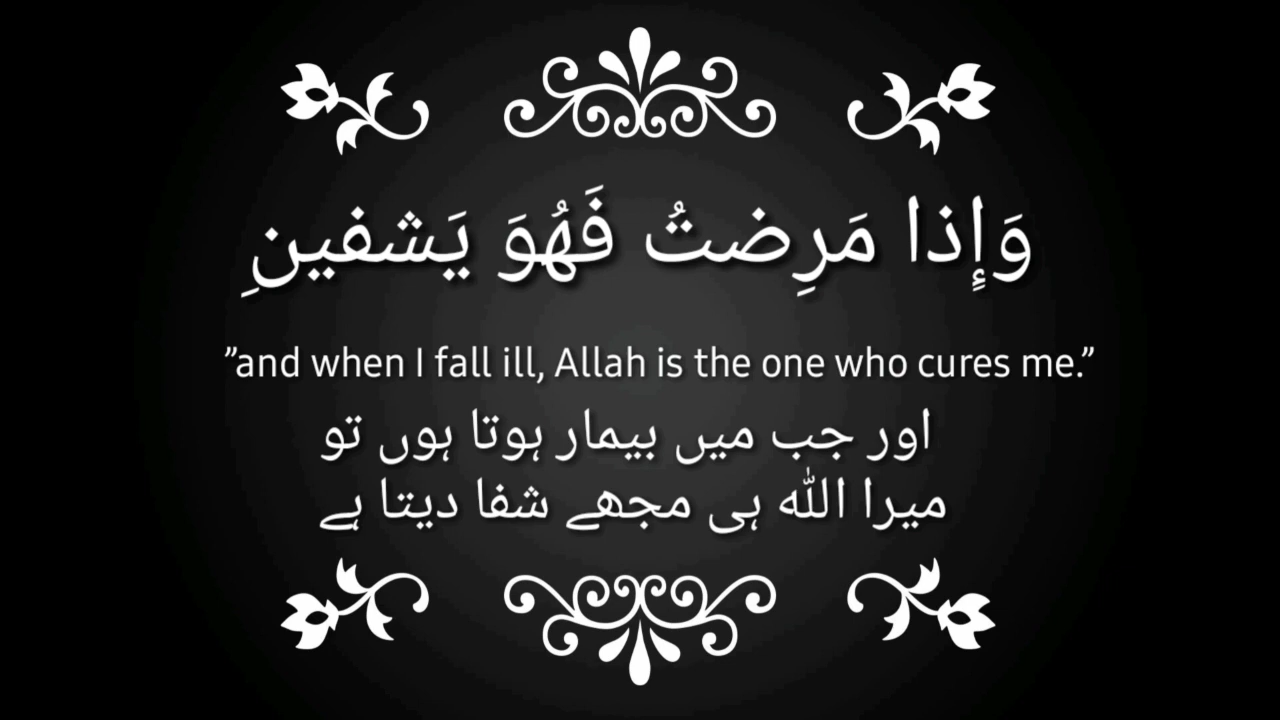 وَإِذا مَرِضتُ فَهُوَ يَشفينِ
”and when I fall ill, Allah is the one who cures me.”
اور جب میں بیمار ہوتا ہوں تو
میرا اللہ ہی مجھے شفا دیتا ہے